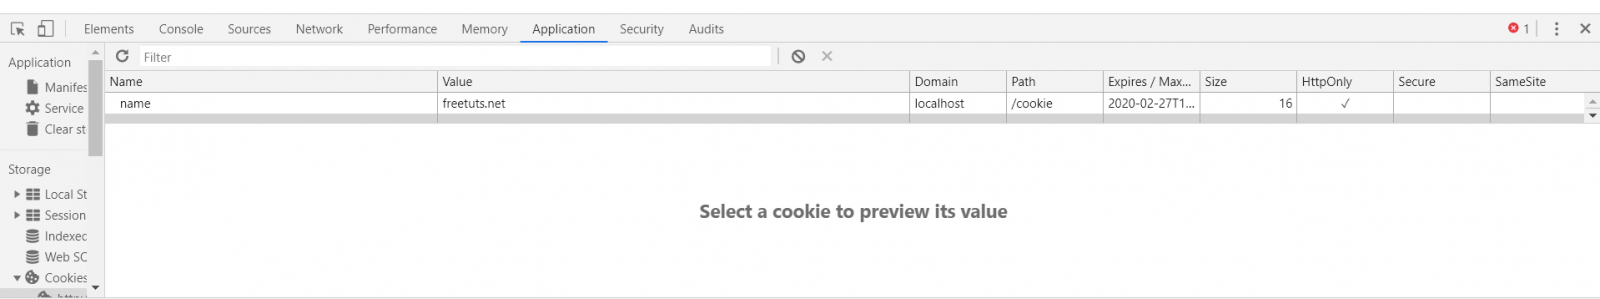 Elements Console Sources Network Performance Memory Application Security Audits 1
Application
Manifes
Service
Clear st
Storage
Local St
Session
Indexed
Web SC
Cookies
Filter
Name Value Domain Path Expires / Max... Size HttpOnly Secure SameSite
name freetuts.net localhost /cookie 2020-02-27T1... 16 ✓
Select a cookie to preview its value